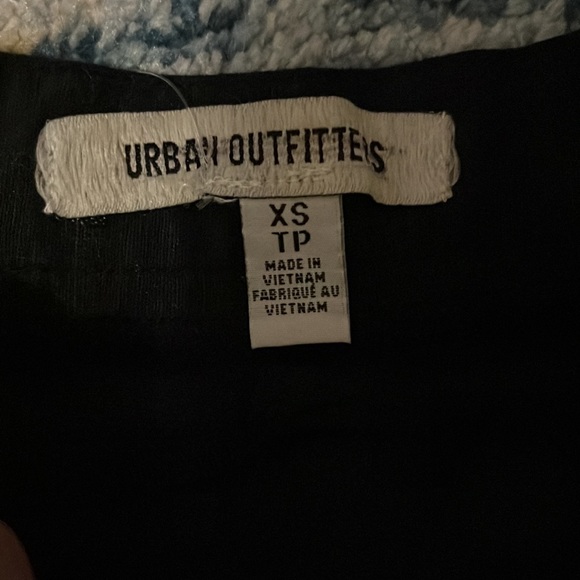 URBAN OUTFITTERS
XS
TP
MADE IN
VIETNAM
FABRIQUÉ AU
VIETNAM